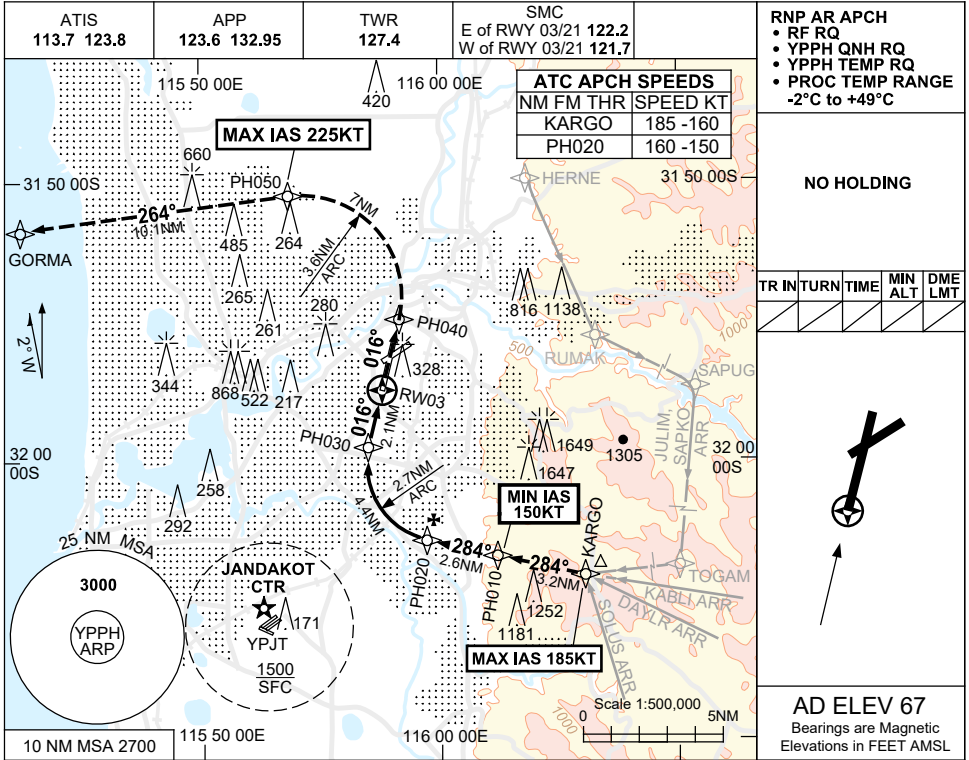 ATIS
113.7 123.8
APP
123.6 132.95
TWR
127.4
SMC
E of RWY 03/21 122.2
W of RWY 03/21 121.7
RNP AR APCH
• RF RQ
• YPPH QNH RQ
• YPPH TEMP RQ
• PROC TEMP RANGE
-2°C to +49°C
NO HOLDING
TR IN TURN TIME MIN ALT DME LMT
115 50 00E
116 00 00E
420
ATC APCH SPEEDS
NM FM THR SPEED KT
KARGO 185 -160
PH020 160 -150
MAX IAS 225KT
660
PH050
31 50 00S
HERNE
31 50 00S
264°
10.1NM
GORMA
485
264
7NM
3.6NM
ARC
265
261
280
816
1138
PH040
2°W
016°
500
RUMAK
1000
344
868
522
217
328
RW03
SAPUG
016°
2.1NM
PH030
JULIM,
SAPKO
ARR
1649
1305
1647
32 00
00S
32 00
00S
258
292
2.7NM
ARC
4.4NM
MIN IAS
150KT
KARGO
25 NM MSA
3000
YPPH
ARP
JANDAKOT
CTR
171
YPJT
1500
SFC
PH020
284°
2.6NM
PH010
284°
3.2NM
TOGAM
KABLI ARR
DAYLR ARR
SOLUS ARR
1252
1181
MAX IAS 185KT
1000
Scale 1:500,000
0 5NM
10 NM MSA 2700
115 50 00E
116 00 00E
AD ELEV 67
Bearings are Magnetic
Elevations in FEET AMSL